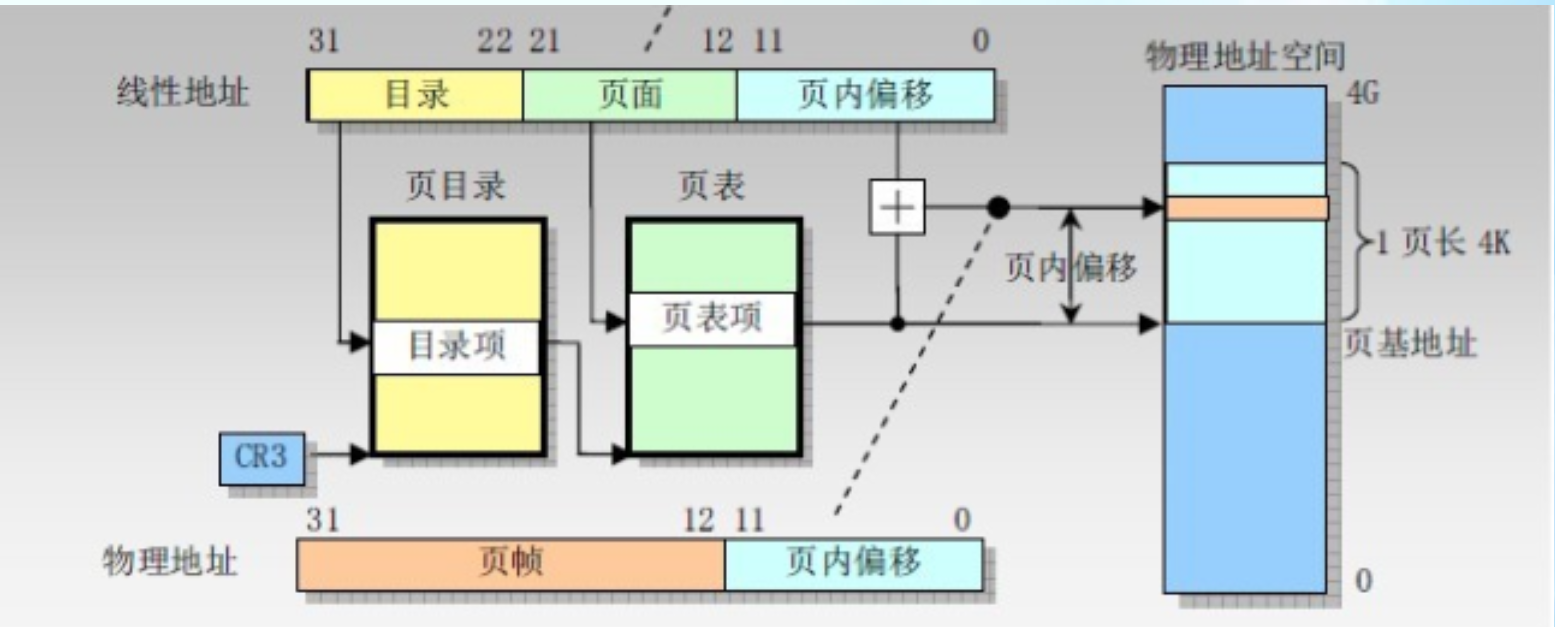 31 22 21 12 11 0
物理地址空间
线性地址 目录 页面 页内偏移
4G
页目录 页表
1 页长 4K
页内偏移
页表项
目录项
页基地址
CR3
31 12 11 0
物理地址 页帧 页内偏移
0